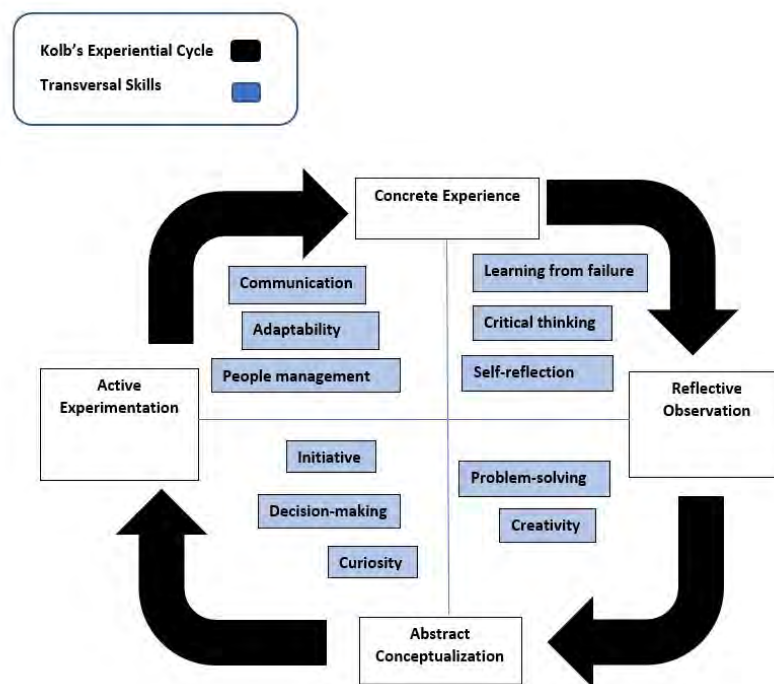 Kolb's Experiential Cycle
Transversal Skills
Concrete Experience
Communication
Learning from failure
Adaptability
Critical thinking
People management
Self-reflection
Active
Experimentation
Reflective
Observation
Initiative
Problem-solving
Decision-making
Creativity
Curiosity
Abstract
Conceptualization